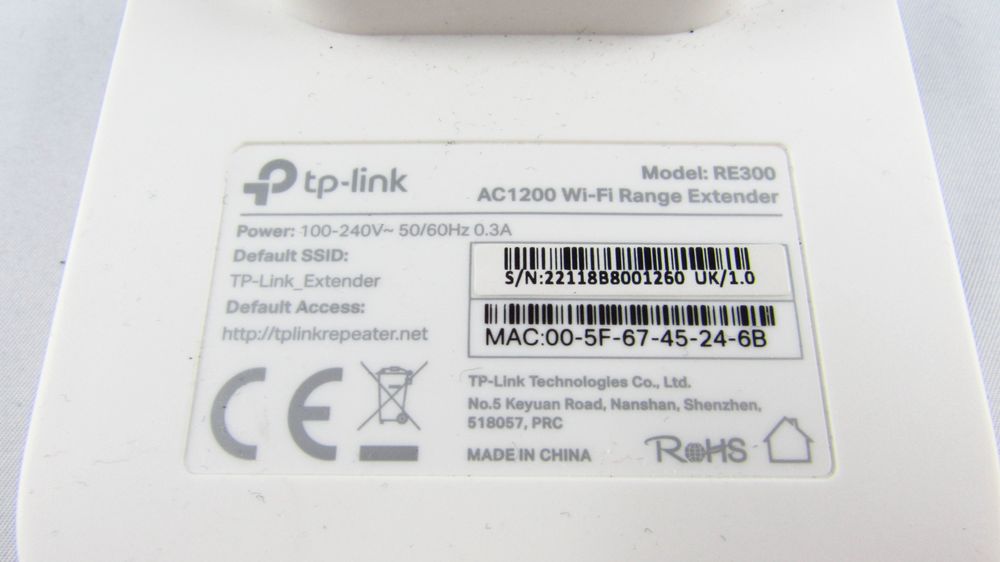 tp-link
Model: RE300
AC1200 Wi-Fi Range Extender
Power: 100-240V~ 50/60Hz 0.3A
Default SSID:
TP-Link_Extender
Default Access:
http://tplinkrepeater.net
S/N:22118B8001260 UK/1.0
MAC:00-5F-67-45-24-6B
CE
TP-Link Technologies Co., Ltd.
No.5 Keyuan Road, Nanshan, Shenzhen,
518057, PRC
MADE IN CHINA
RoHS